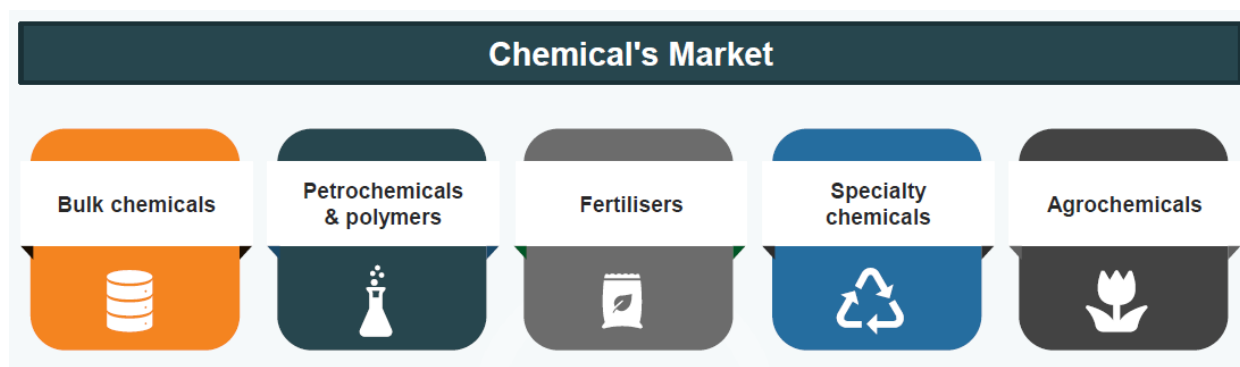 Chemical's Market
Bulk chemicals
Petrochemicals
& polymers
Fertilisers
Specialty
chemicals
Agrochemicals